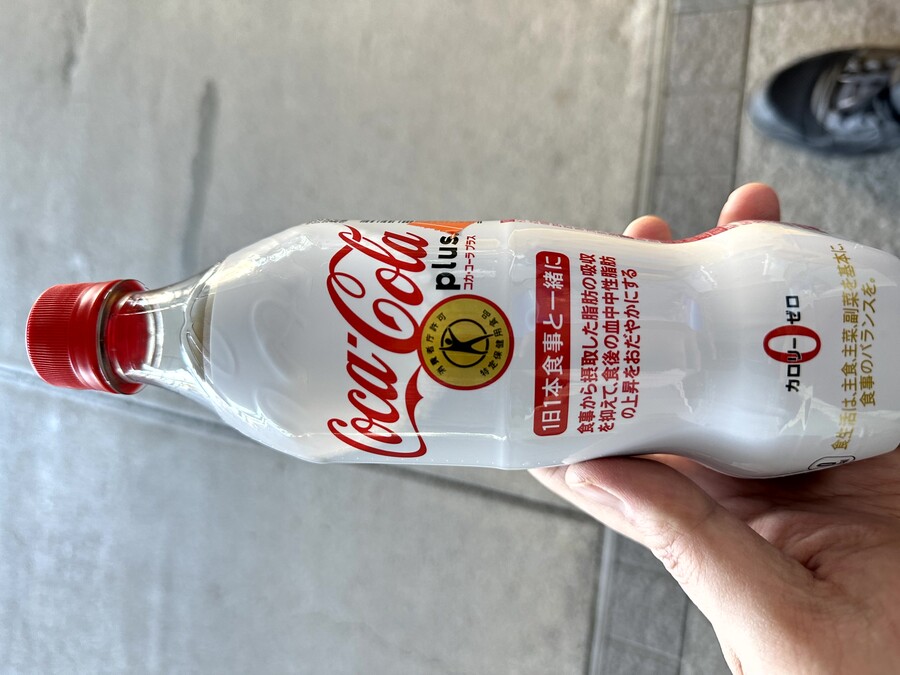 Coca-Cola
plus
コカ·コーラ プラス
消費者庁許可
特定保健用食品
1日1本食事と一緒に
食事から摂取した脂肪の吸収
を抑えて、食後の血中中性脂肪
の上昇をおだやかにする
カロリー0ゼロ
食生活は、主食、主菜、副菜を基本に、
食事のバランスを。